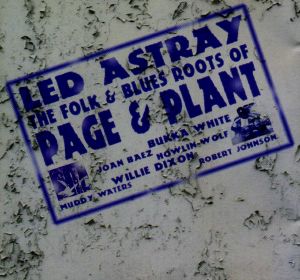 LED ASTRAY
THE FOLK & BLUES ROOTS OF
PAGE & PLANT
BUKKA WHITE
JOAN BAEZ HOWLIN WOLF
MUDDY WATERS WILLIE DIXON ROBERT JOHNSON